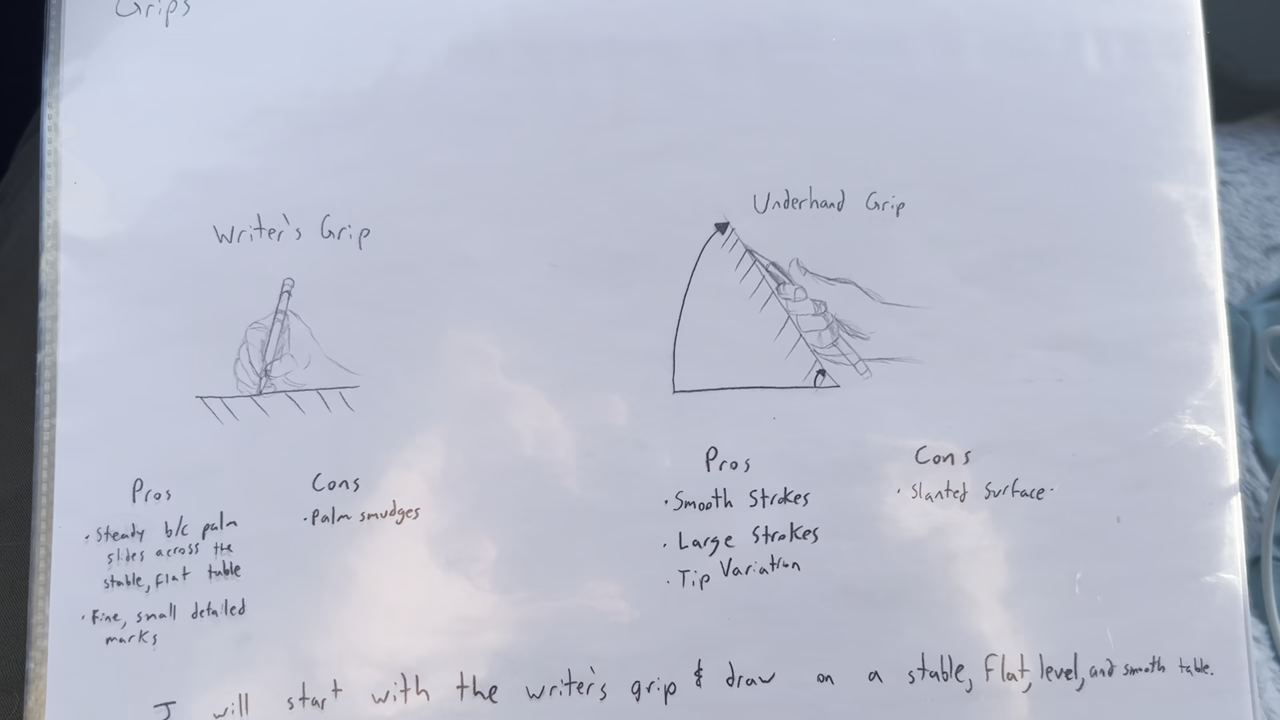 Grips
Writer's Grip
Pros
• Steady b/c palm
slides across the
stable, flat table
• Fine, small detailed
marks
Cons
• Palm smudges
Underhand Grip
Pros
• Smooth Strokes
• Large Strokes
• Tip Variation
Cons
• Slanted Surface
I will start with the writer's grip & draw on a stable, flat, level, and smooth table.